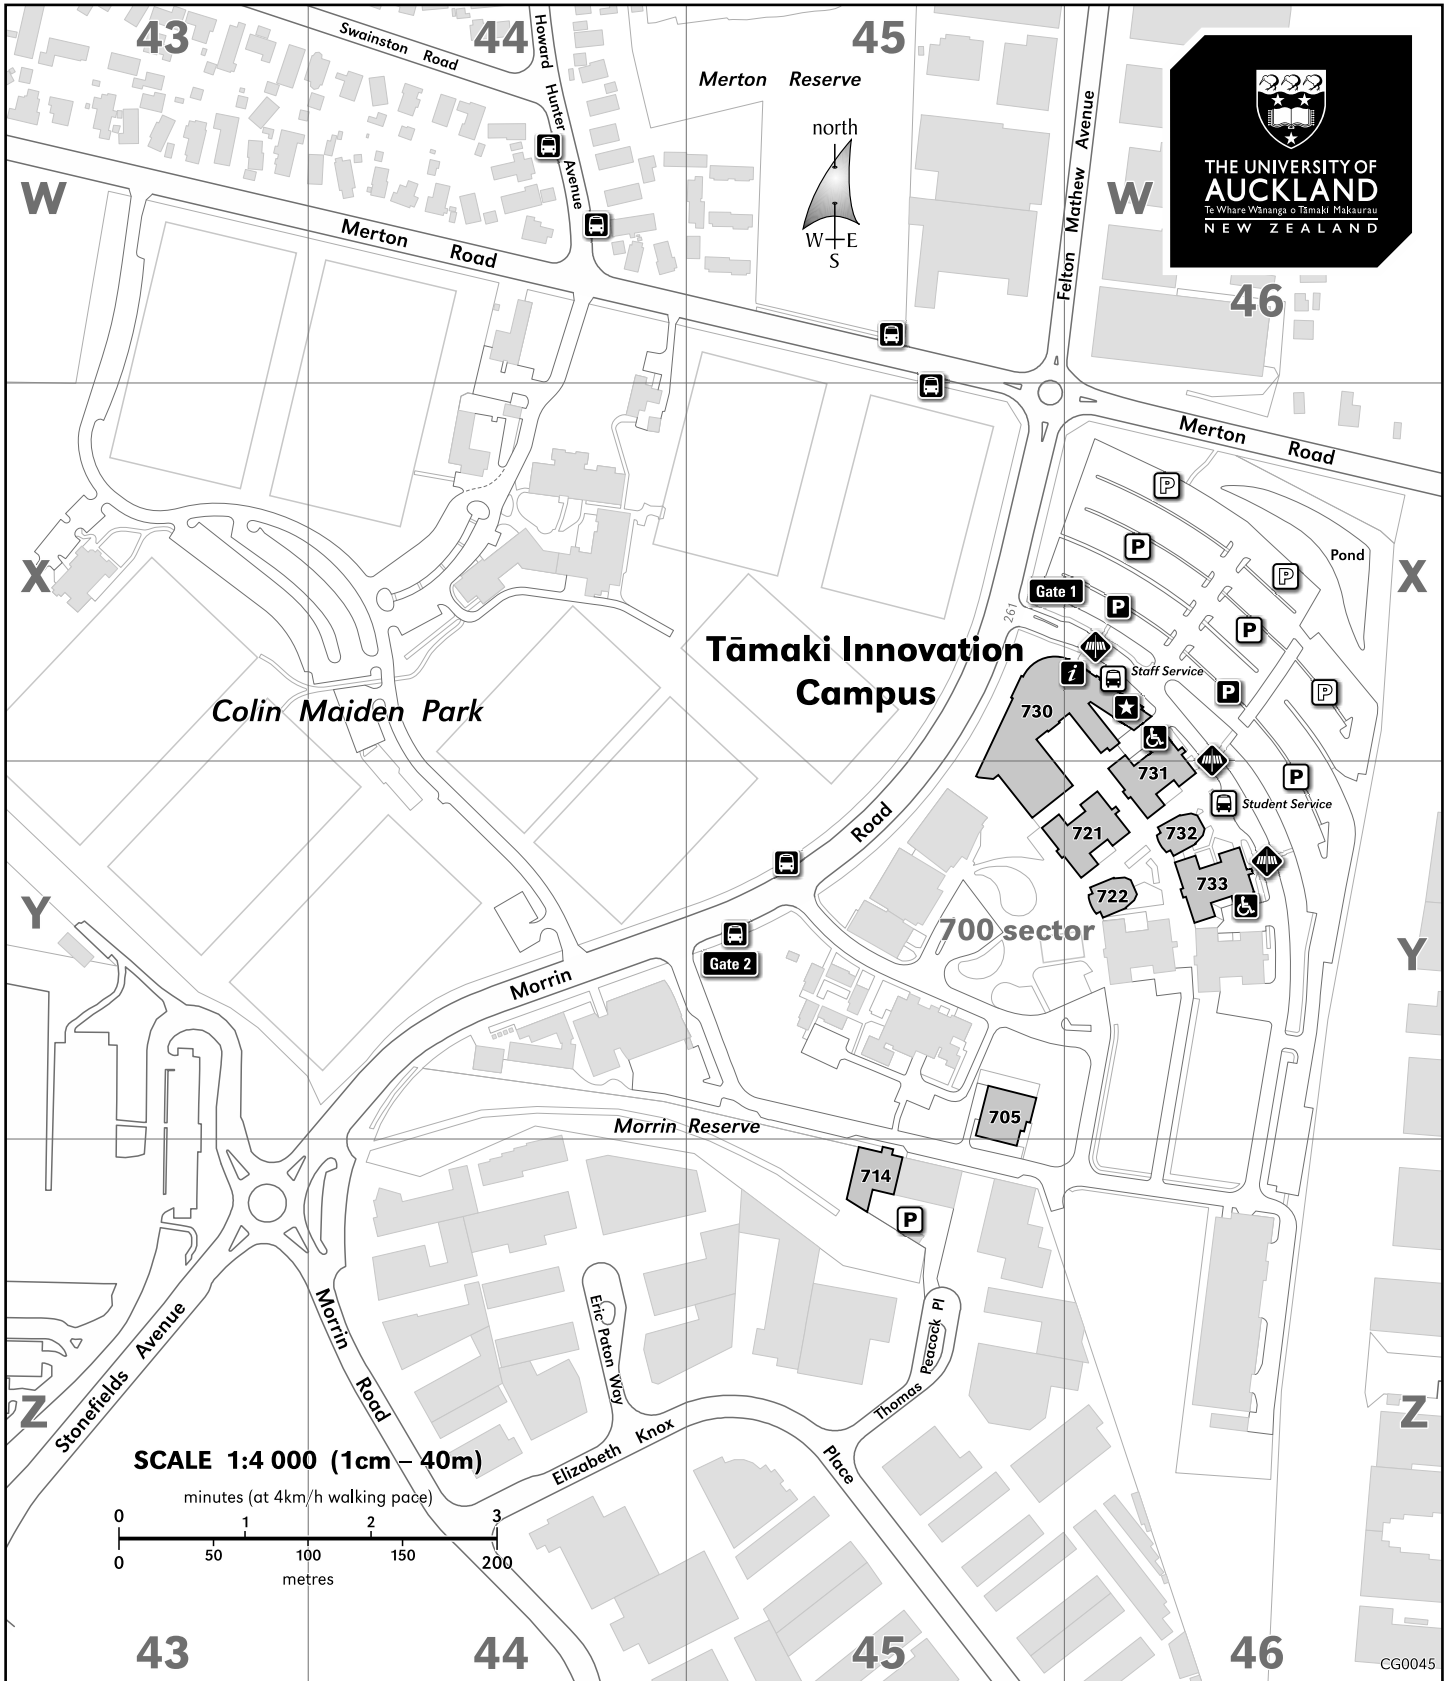 43
44
45
Swainston Road
Howard Hunter Avenue
Merton Reserve
north
W E
S
Felton Mathew Avenue
THE UNIVERSITY OF
AUCKLAND
Te Whare Wānanga o Tāmaki Makaurau
NEW ZEALAND
W
W
46
Merton Road
Merton Road
P
P
Pond
P
X
X
Gate 1
P
261
P
Tāmaki Innovation
Campus
i
Staff Service
P
P
Colin Maiden Park
730
731
P
Student Service
Road
721
732
733
722
Y
700 sector
Y
Gate 2
Morrin
705
Morrin Reserve
714
P
Stonefields Avenue
Morrin Road
Eric Paton Way
Thomas Peacock Pl
Z
Z
Elizabeth Knox Place
SCALE 1:4 000 (1cm – 40m)
minutes (at 4km/h walking pace)
0 1 2 3
0 50 100 150 200
metres
43
44
45
46
CG0045